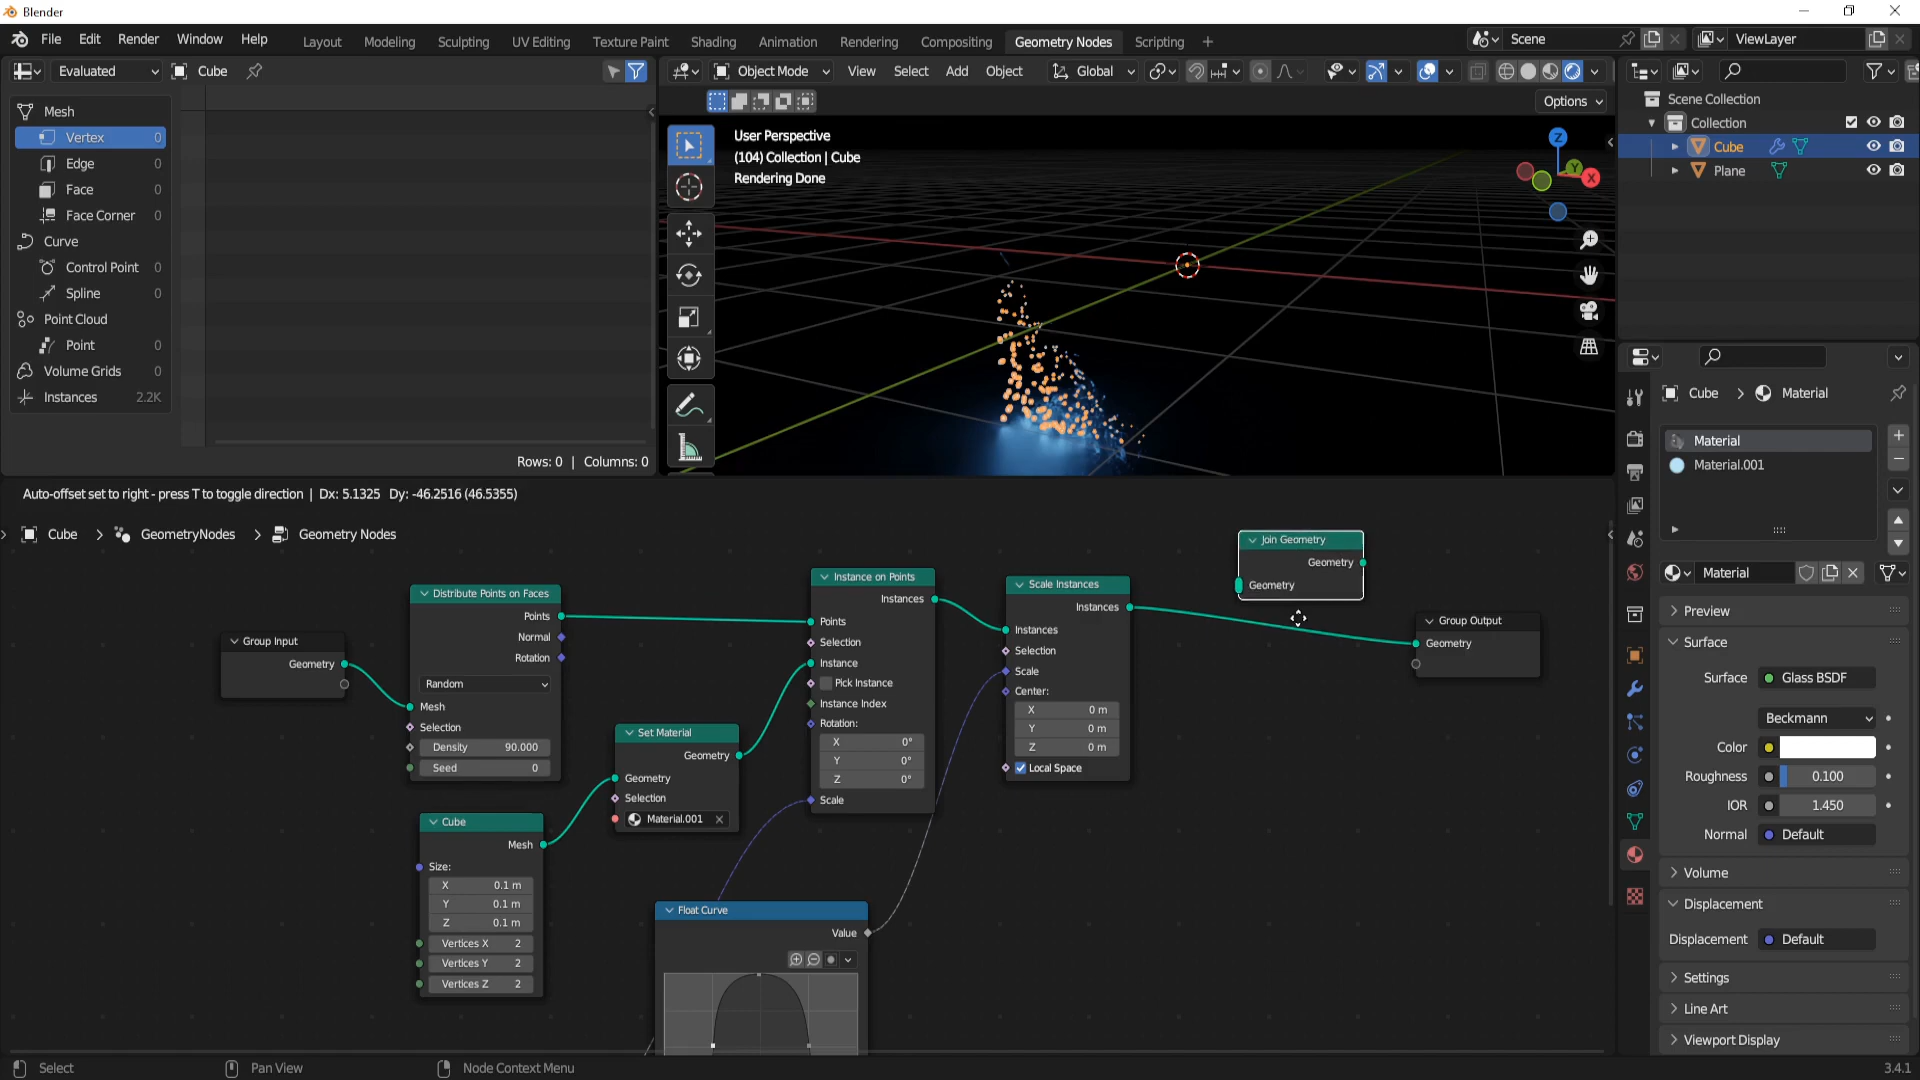 Blender
File Edit Render Window Help Layout Modeling Sculpting UV Editing Texture Paint Shading Animation Rendering Compositing Geometry Nodes Scripting + Scene ViewLayer
Evaluated Cube
Object Mode View Select Add Object Global
Options
Mesh
Vertex 0
Edge 0
Face 0
Face Corner 0
Curve
Control Point 0
Spline 0
Point Cloud
Point 0
Volume Grids 0
Instances 2.2K
Rows: 0 | Columns: 0
User Perspective
(104) Collection | Cube
Rendering Done
Z
Y
X
Scene Collection
Collection
Cube
Plane
Cube > Material
Material
Material.001
Material
Preview
Surface
Surface Glass BSDF
Beckmann
Color
Roughness 0.100
IOR 1.450
Normal Default
Volume
Displacement
Displacement Default
Settings
Line Art
Viewport Display
Auto-offset set to right - press T to toggle direction | Dx: 5.1325 Dy: -46.2516 (46.5355)
Cube > GeometryNodes > Geometry Nodes
Group Input
Geometry
Distribute Points on Faces
Points
Normal
Rotation
Random
Mesh
Selection
Density 90.000
Seed 0
Cube
Mesh
Size:
X 0.1 m
Y 0.1 m
Z 0.1 m
Vertices X 2
Vertices Y 2
Vertices Z 2
Set Material
Geometry
Geometry
Selection
Material.001
Instance on Points
Instances
Points
Selection
Instance
Pick Instance
Instance Index
Rotation:
X 0°
Y 0°
Z 0°
Scale
Float Curve
Value
Scale Instances
Instances
Instances
Selection
Scale
Center:
X 0 m
Y 0 m
Z 0 m
Local Space
Join Geometry
Geometry
Geometry
Group Output
Geometry
Select Pan View Node Context Menu 3.4.1